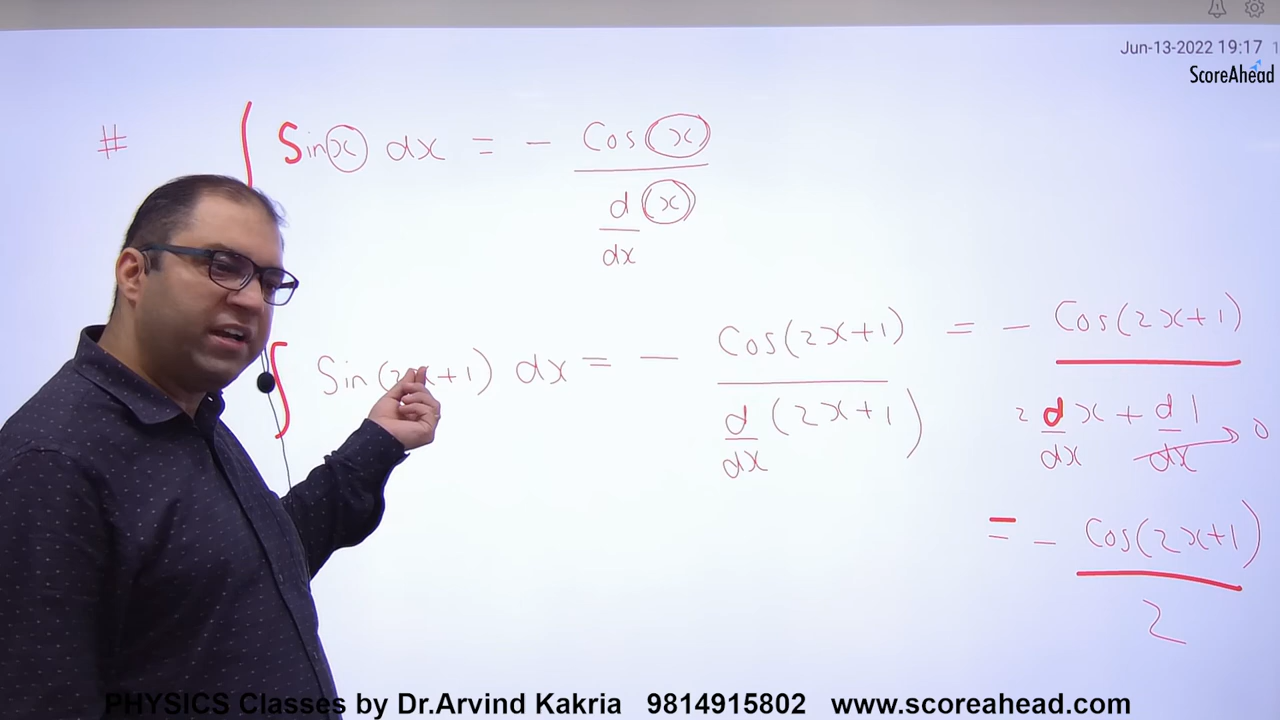 Jun-13-2022 19:17
ScoreAhead
# ∫ Sin x dx = - Cos(x) / d/dx (x)
∫ Sin(2x+1) dx = - Cos(2x+1) / d/dx (2x+1) = - Cos(2x+1) / 2 d/dx x + d/dx 1 → 0
= - Cos(2x+1) / 2
PHYSICS Classes by Dr.Arvind Kakria 9814915802 www.scoreahead.com